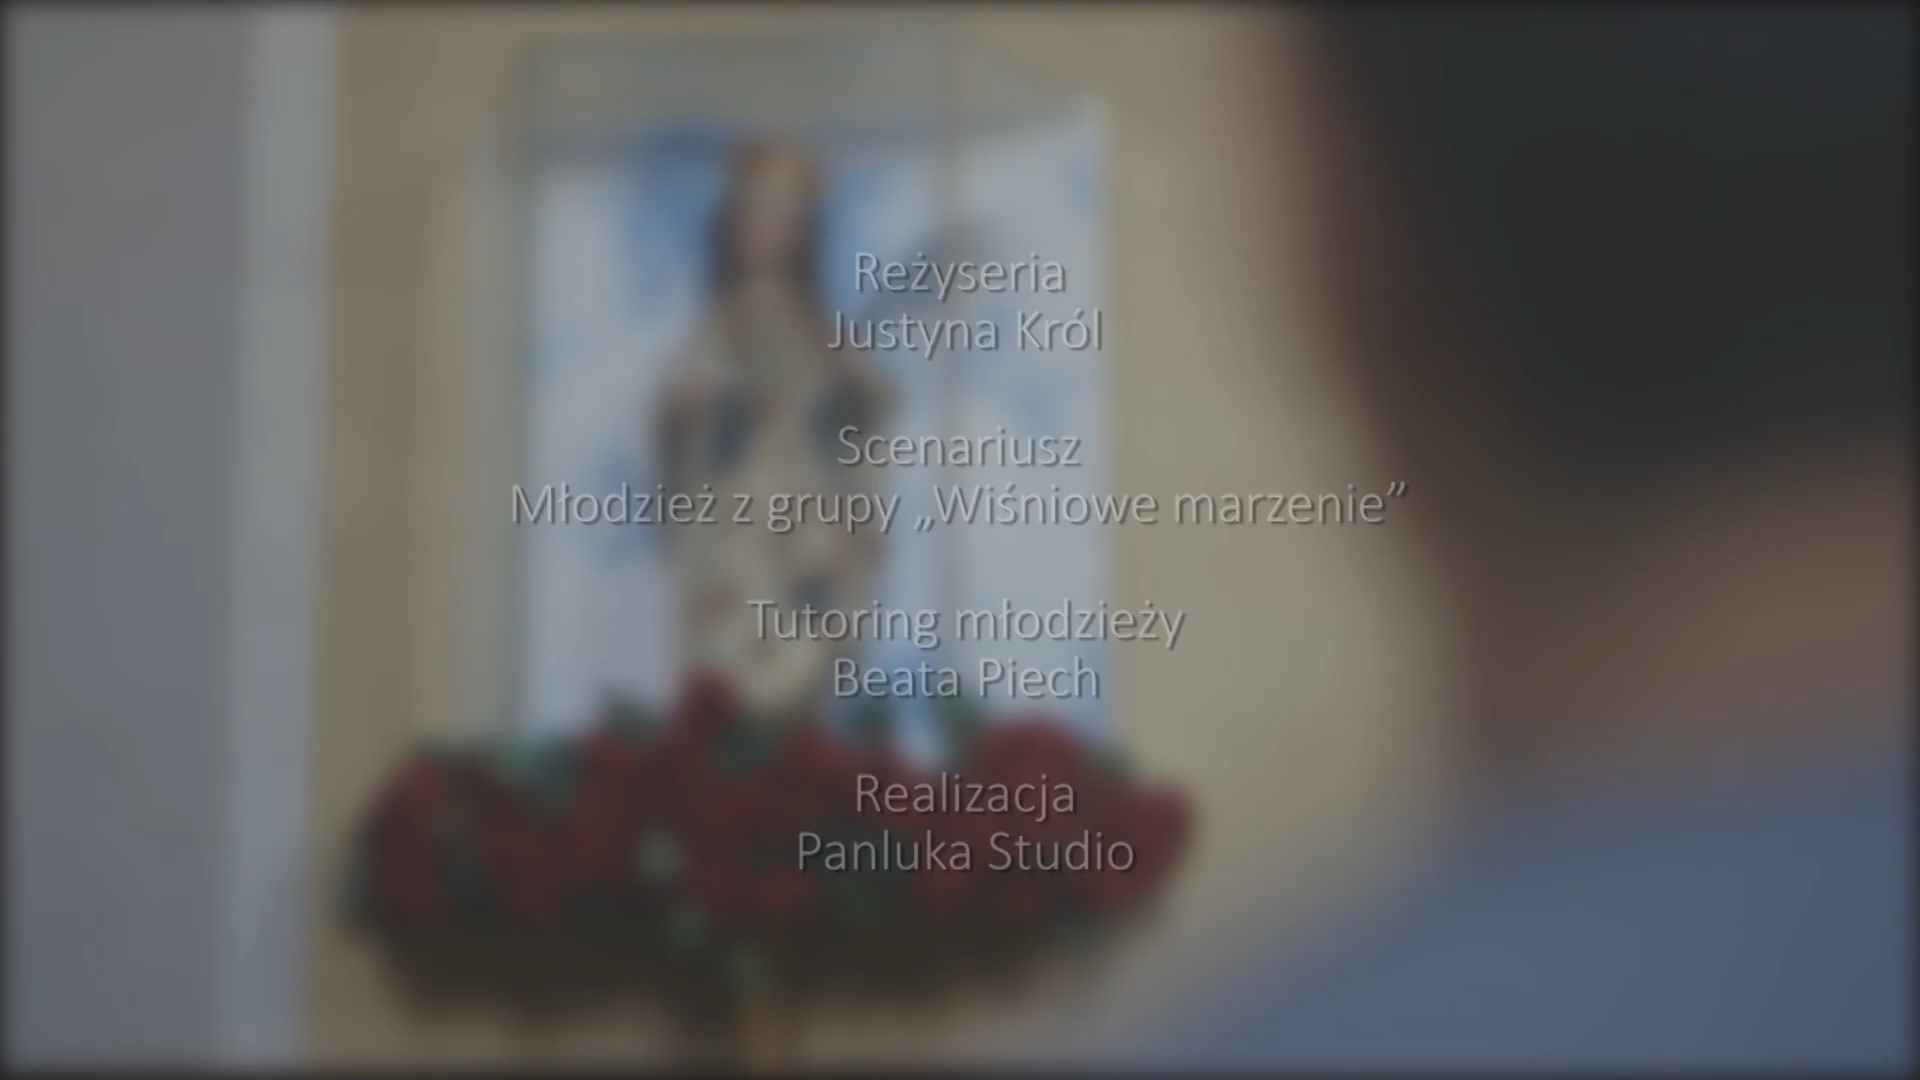 Reżyseria
Justyna Król
Scenariusz
Młodzież z grupy „Wiśniowe marzenie”
Tutoring młodzieży
Beata Piech
Realizacja
Panluka Studio